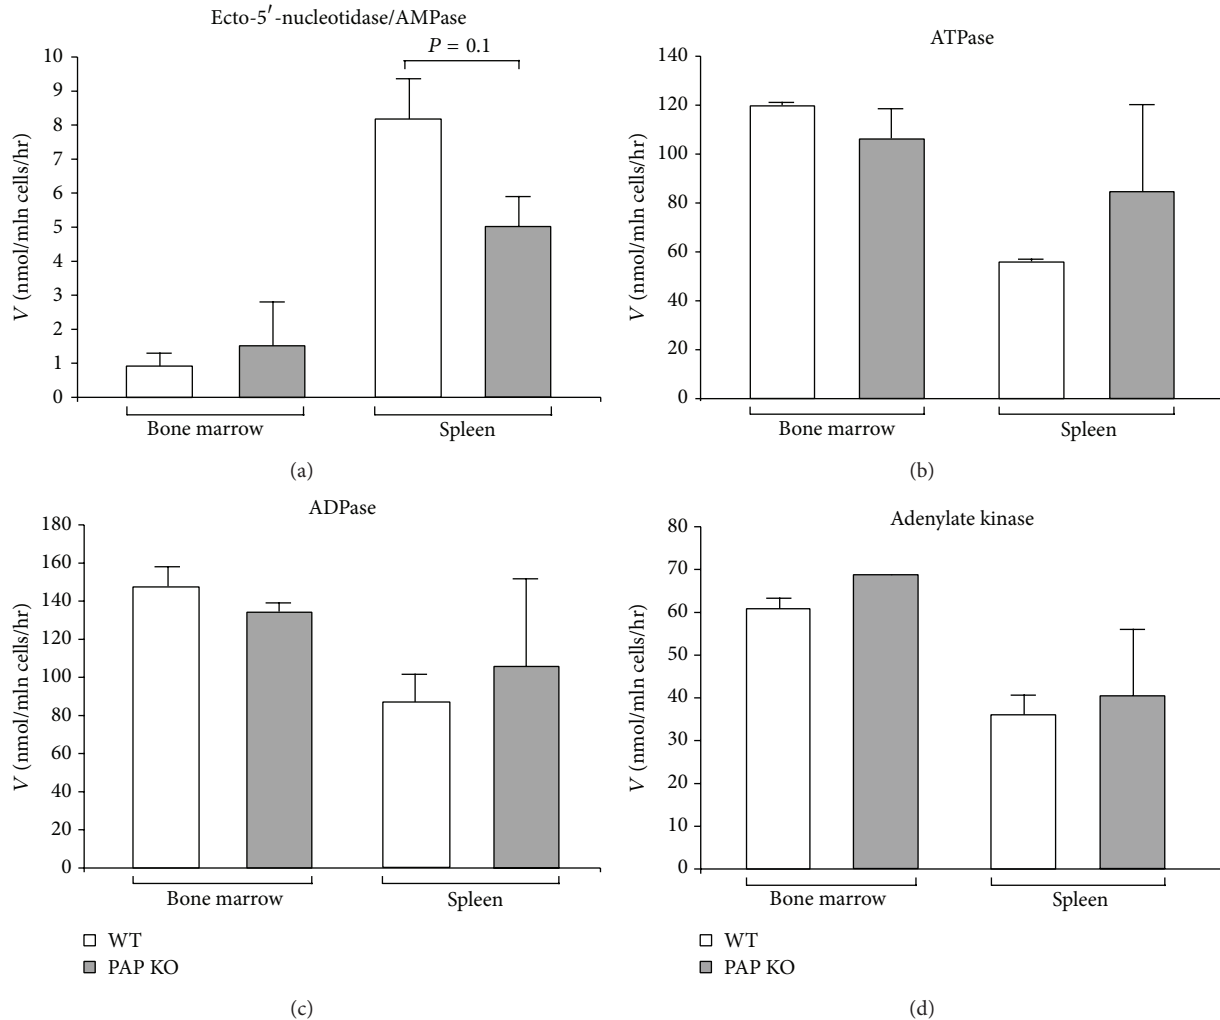 Ecto-5′-nucleotidase/AMPase
P = 0.1
10
9
8
7
6
5
4
3
2
1
0
V (nmol/mln cells/hr)
Bone marrow
Spleen
(a)
ATPase
140
120
100
80
60
40
20
0
V (nmol/mln cells/hr)
Bone marrow
Spleen
(b)
ADPase
180
160
140
120
100
80
60
40
20
0
V (nmol/mln cells/hr)
Bone marrow
Spleen
WT
PAP KO
(c)
Adenylate kinase
80
70
60
50
40
30
20
10
0
V (nmol/mln cells/hr)
Bone marrow
Spleen
WT
PAP KO
(d)